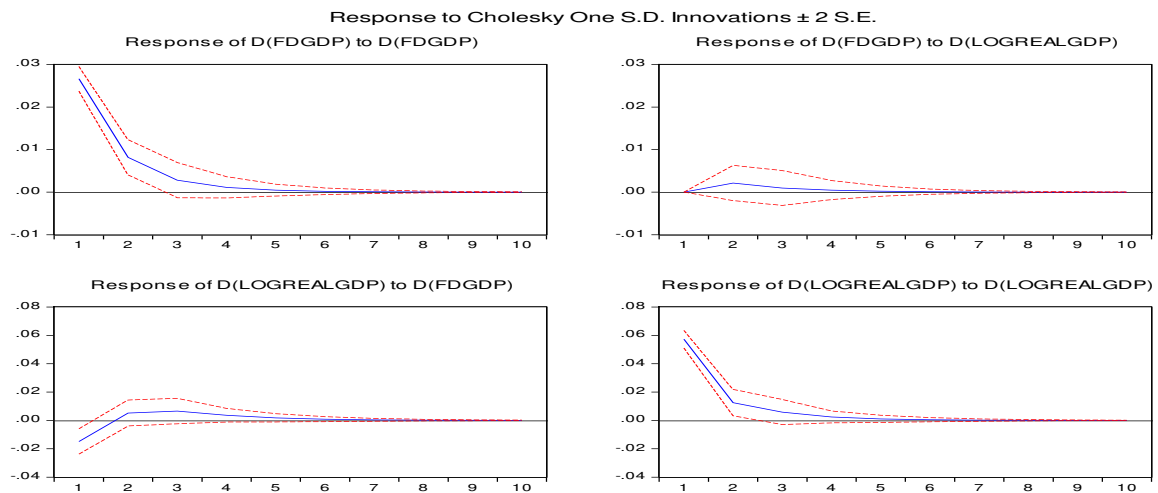 Response to Cholesky One S.D. Innovations ± 2 S.E.
Response of D(FDGDP) to D(FDGDP)
.03
.02
.01
.00
-.01
1 2 3 4 5 6 7 8 9 10
Response of D(FDGDP) to D(LOGREALGDP)
.03
.02
.01
.00
-.01
1 2 3 4 5 6 7 8 9 10
Response of D(LOGREALGDP) to D(FDGDP)
.08
.06
.04
.02
.00
-.02
-.04
1 2 3 4 5 6 7 8 9 10
Response of D(LOGREALGDP) to D(LOGREALGDP)
.08
.06
.04
.02
.00
-.02
-.04
1 2 3 4 5 6 7 8 9 10